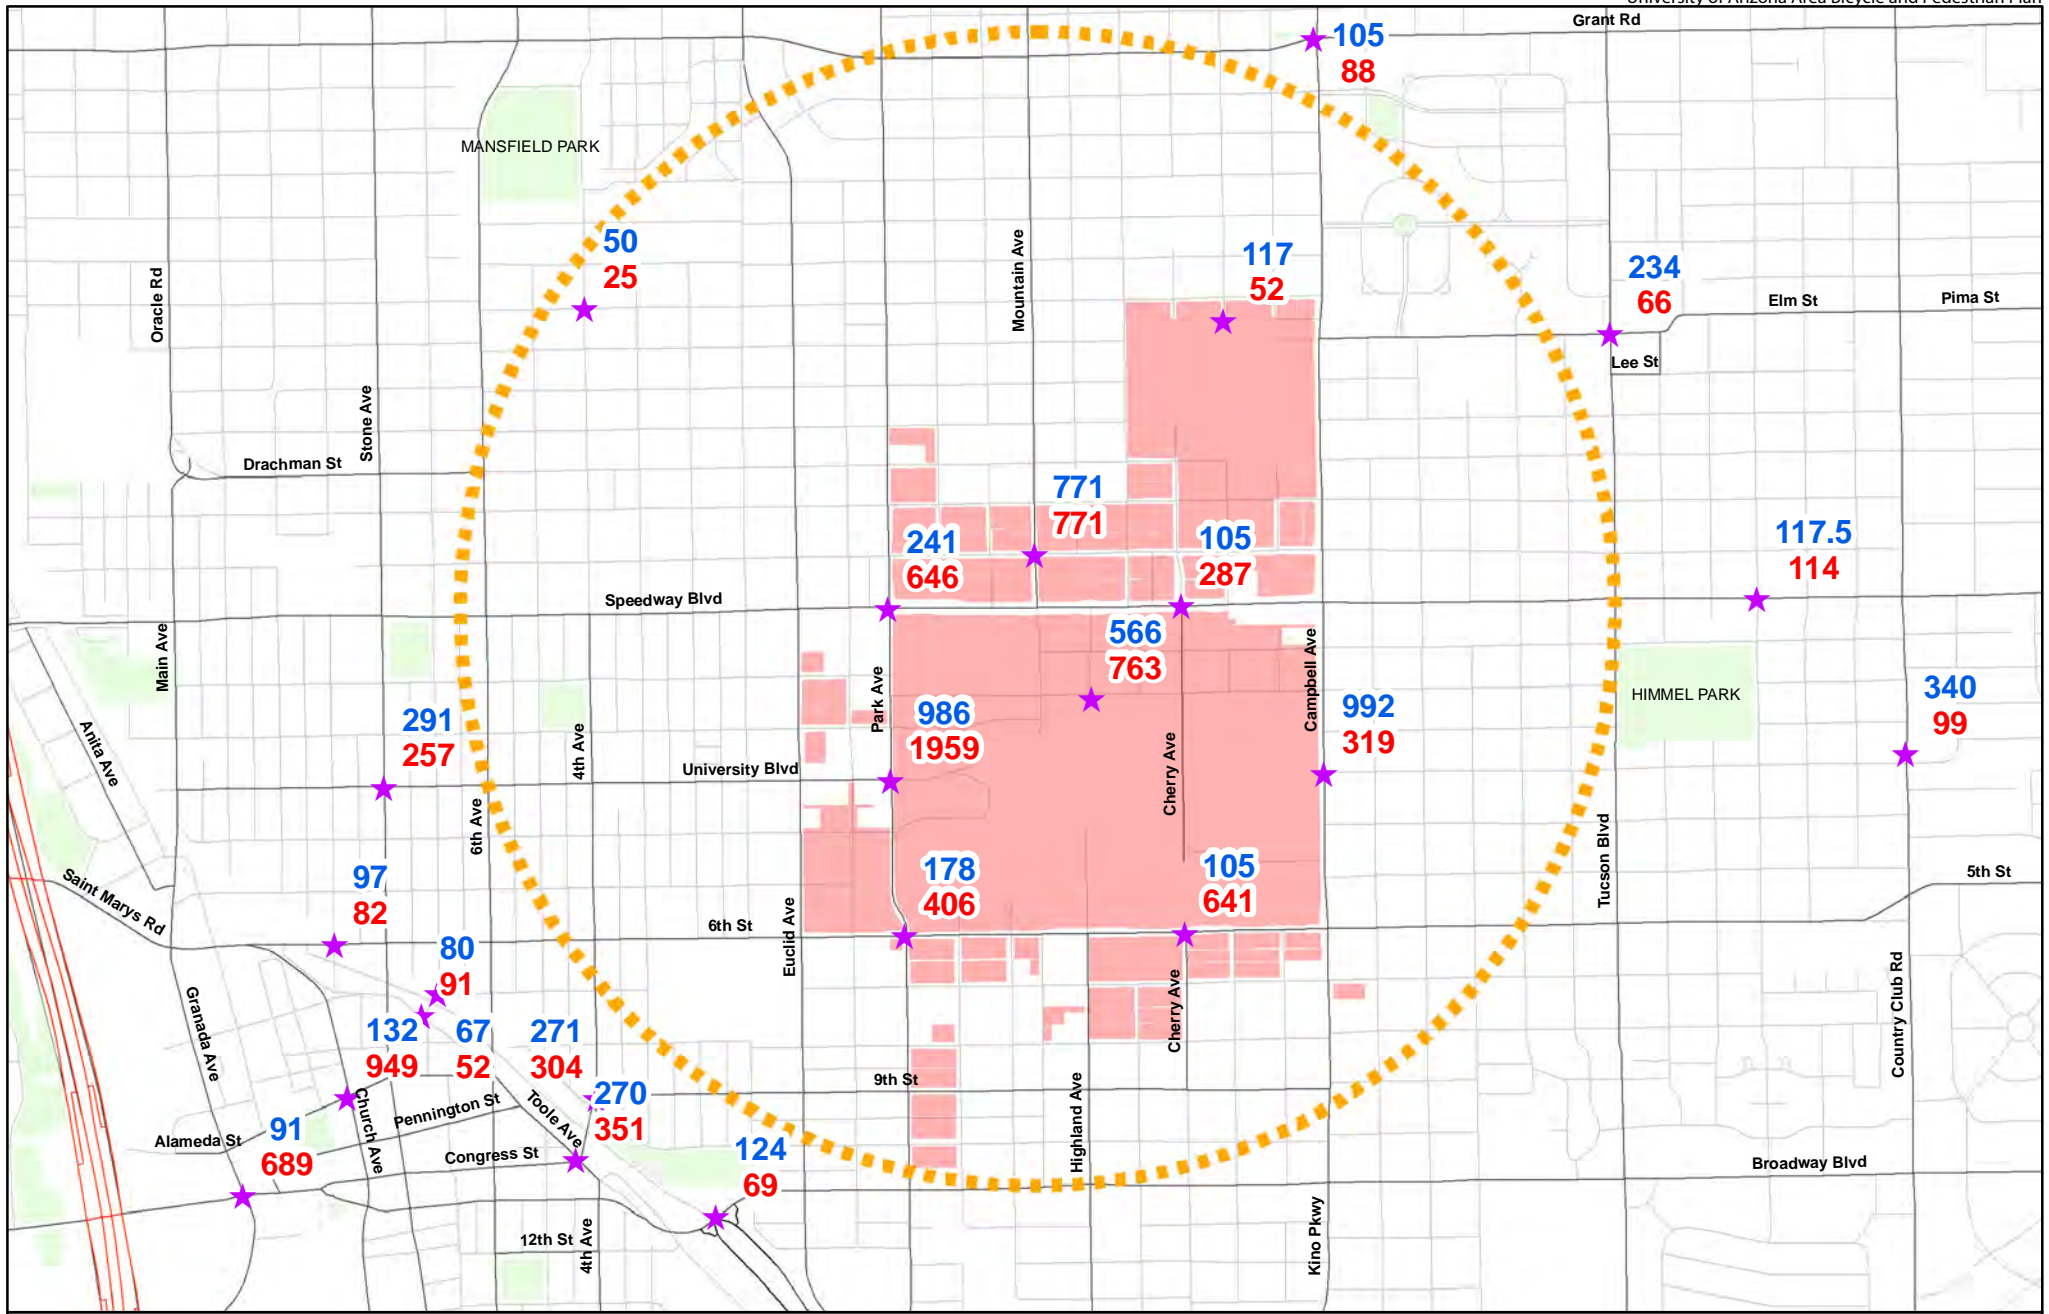 University of Arizona Area Bicycle and Pedestrian Plan
Grant Rd
105
88
MANSFIELD PARK
50
25
Mountain Ave
117
52
234
66
Elm St
Pima St
Lee St
Oracle Rd
Stone Ave
Drachman St
771
771
241
646
105
287
117.5
114
Speedway Blvd
566
763
Main Ave
Park Ave
Campbell Ave
HIMMEL PARK
340
99
291
257
986
1959
992
319
Anita Ave
4th Ave
University Blvd
Cherry Ave
6th Ave
Tucson Blvd
97
82
178
406
105
641
5th St
Saint Marys Rd
6th St
Euclid Ave
80
91
Granada Ave
132
949
67
52
271
304
270
351
9th St
Cherry Ave
Country Club Rd
Highland Ave
Church Ave
Pennington St
Toole Ave
Alameda St
91
689
Congress St
124
69
Broadway Blvd
12th St
4th Ave
Kino Pkwy